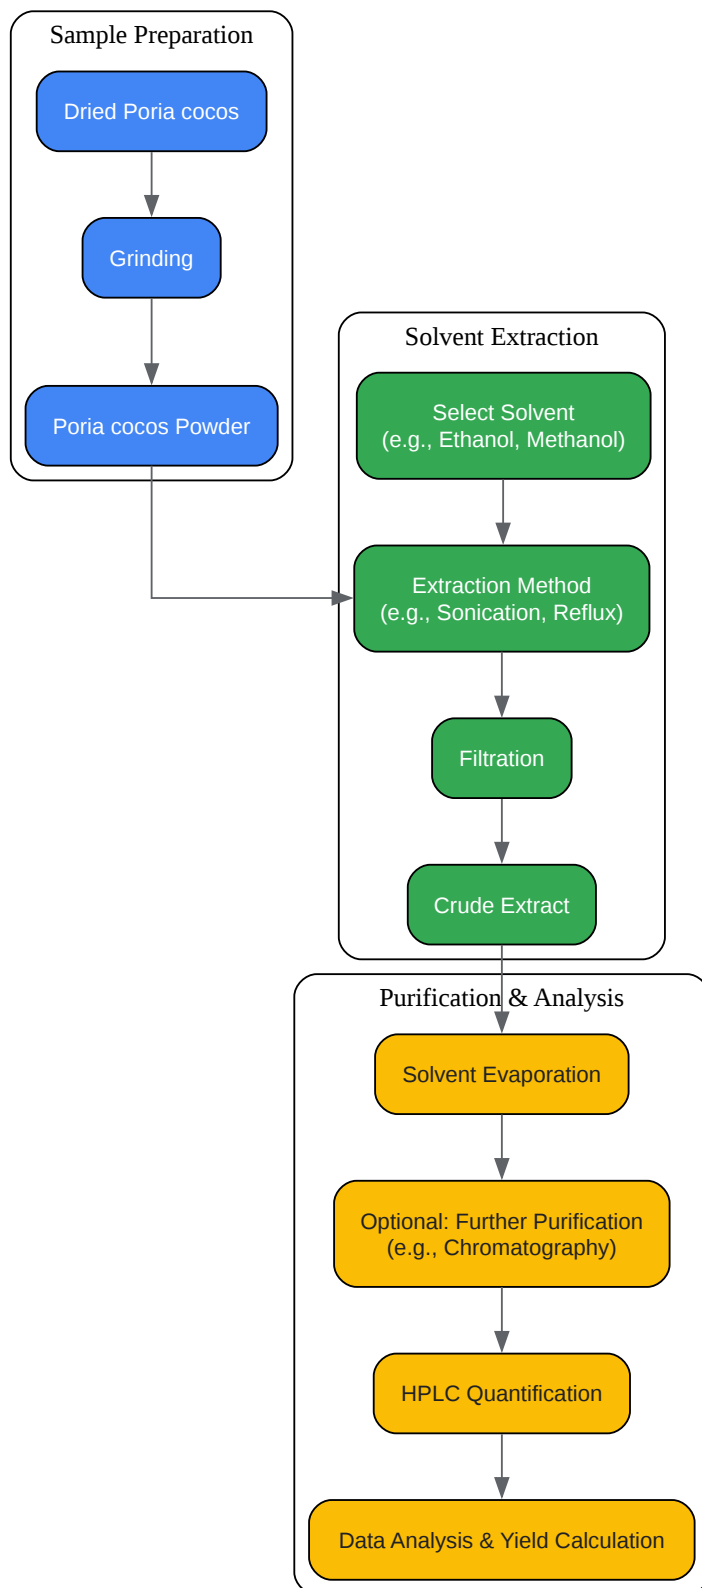 Sample Preparation
Dried Poria cocos
Grinding
Poria cocos Powder
Solvent Extraction
Select Solvent
(e.g., Ethanol, Methanol)
Extraction Method
(e.g., Sonication, Reflux)
Filtration
Crude Extract
Purification & Analysis
Solvent Evaporation
Optional: Further Purification
(e.g., Chromatography)
HPLC Quantification
Data Analysis & Yield Calculation